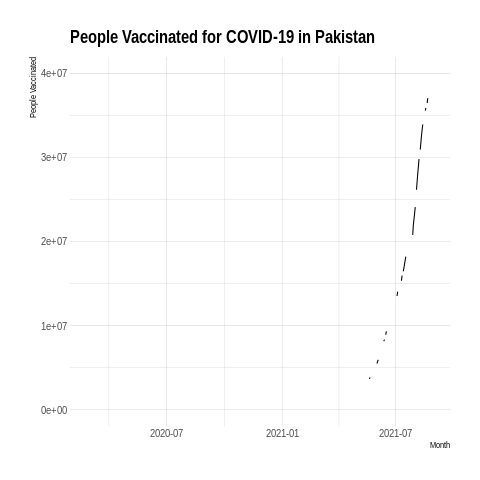 People Vaccinated for COVID-19 in Pakistan
People Vaccinated
4e+07
3e+07
2e+07
1e+07
0e+00
2020-07
2021-01
2021-07
Month